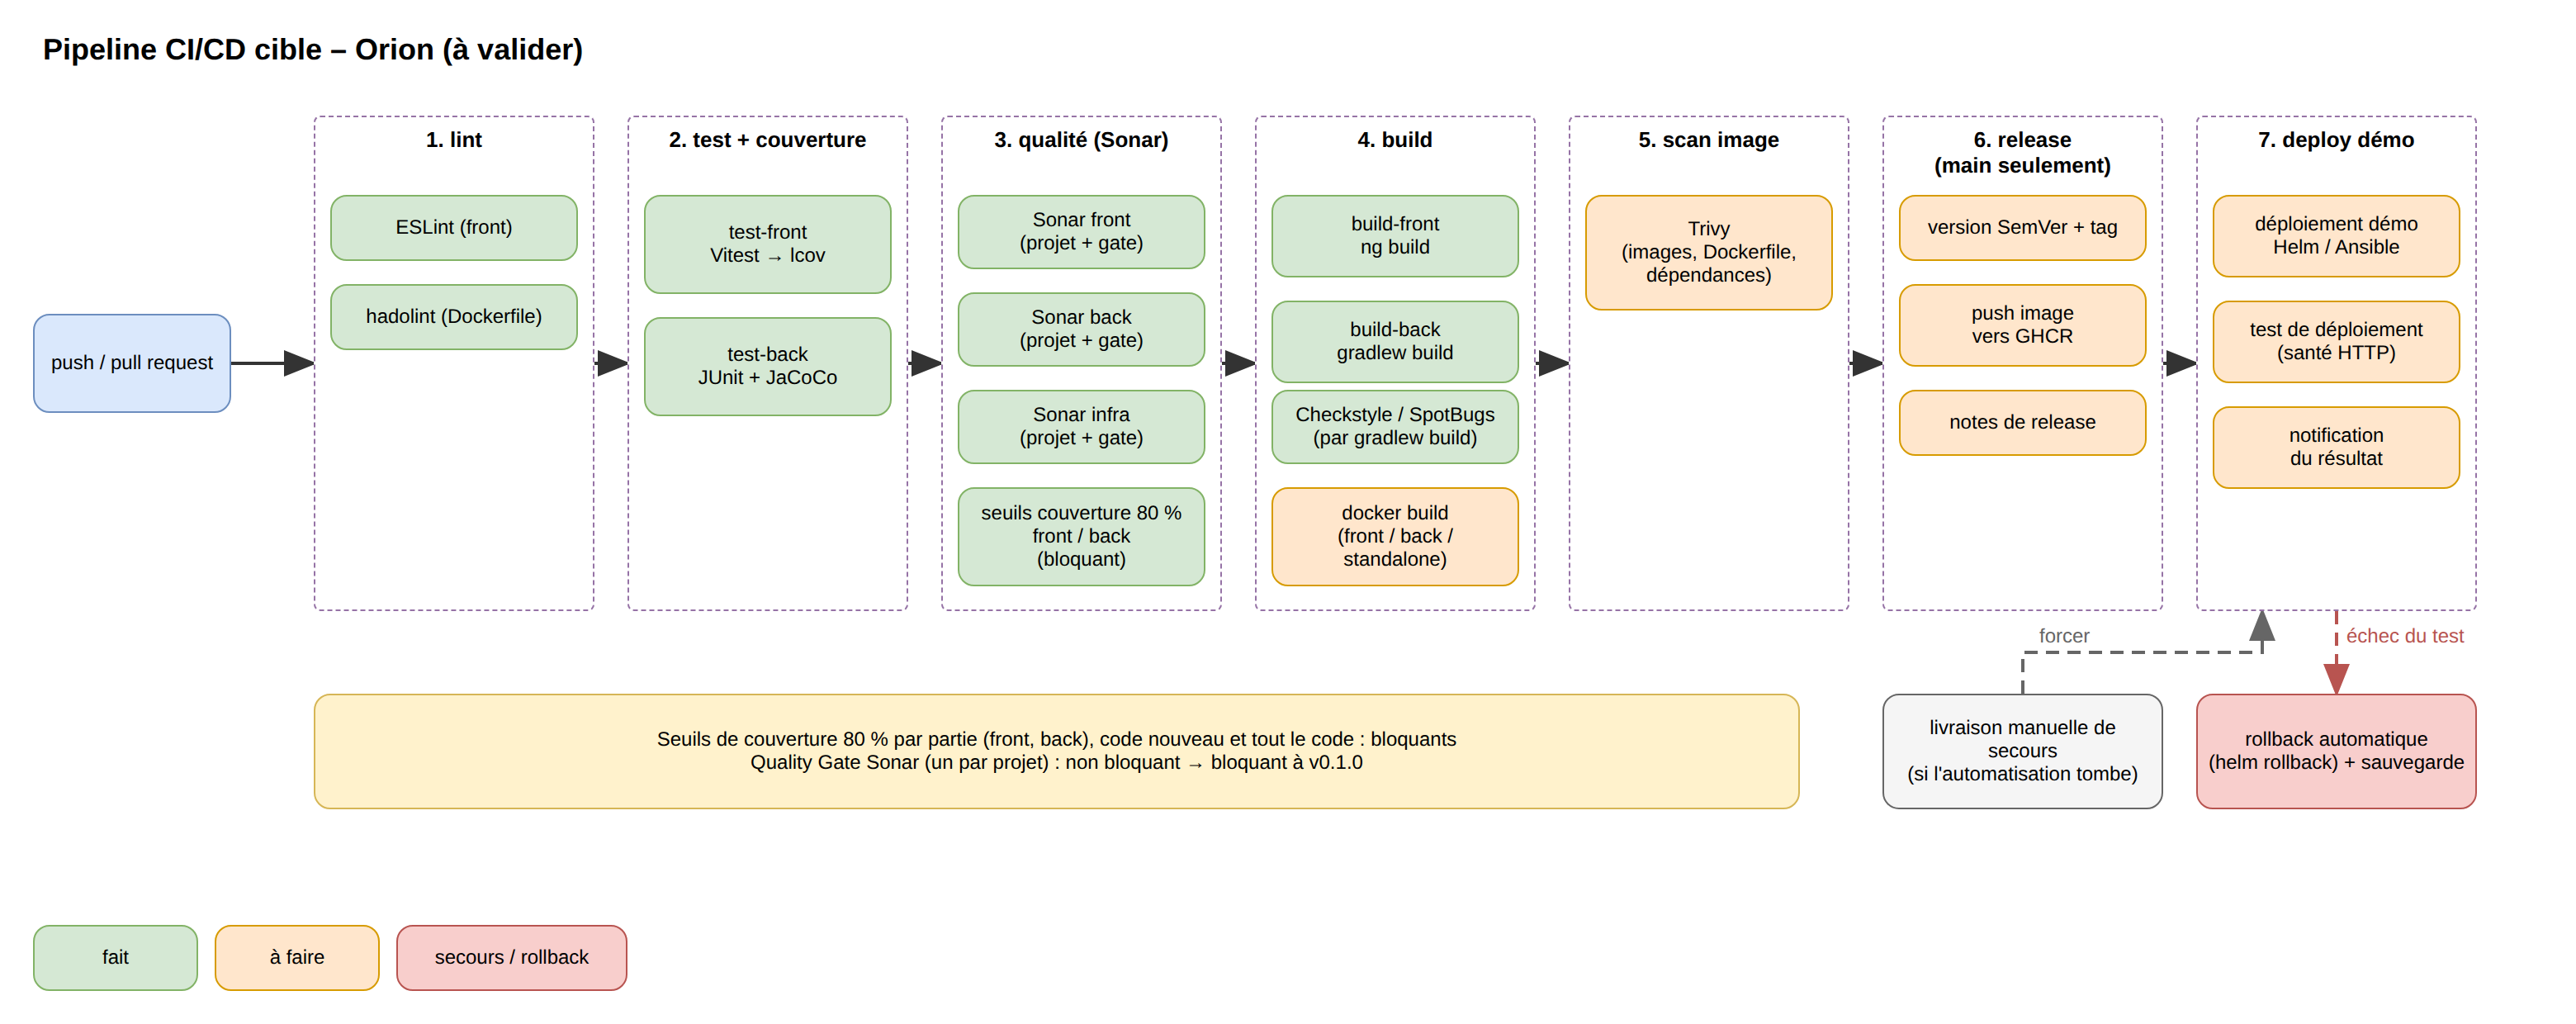 Pipeline CI/CD cible – Orion (à valider)
push / pull request
1. lint
ESLint (front)
hadolint (Dockerfile)
2. test + couverture
test-front
Vitest → lcov
test-back
JUnit + JaCoCo
3. qualité (Sonar)
Sonar front
(projet + gate)
Sonar back
(projet + gate)
Sonar infra
(projet + gate)
seuils couverture 80 %
front / back
(bloquant)
4. build
build-front
ng build
build-back
gradlew build
Checkstyle / SpotBugs
(par gradlew build)
docker build
(front / back /
standalone)
5. scan image
Trivy
(images, Dockerfile,
dépendances)
6. release
(main seulement)
version SemVer + tag
push image
vers GHCR
notes de release
7. deploy démo
déploiement démo
Helm / Ansible
test de déploiement
(santé HTTP)
notification
du résultat
forcer
échec du test
Seuils de couverture 80 % par partie (front, back), code nouveau et tout le code : bloquants
Quality Gate Sonar (un par projet) : non bloquant → bloquant à v0.1.0
livraison manuelle de
secours
(si l'automatisation tombe)
rollback automatique
(helm rollback) + sauvegarde
fait
à faire
secours / rollback